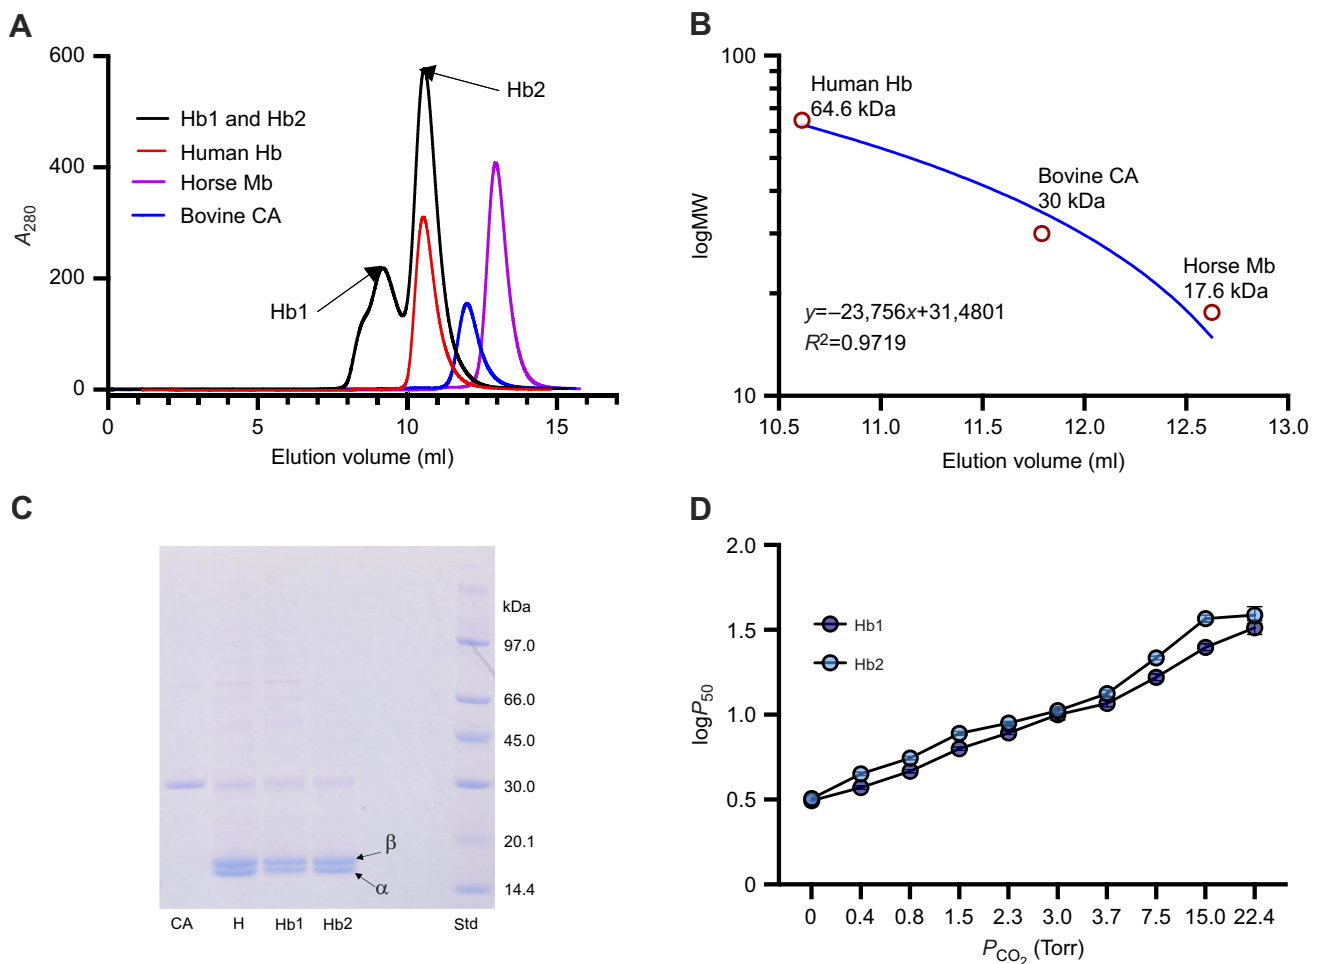 A
600
400
200
0
A280
Hb1 and Hb2
Human Hb
Horse Mb
Bovine CA
Hb2
Hb1
0 5 10 15
Elution volume (ml)
B
100
10
logMW
Human Hb
64.6 kDa
Bovine CA
30 kDa
Horse Mb
17.6 kDa
y=–23,756x+31,4801
R2=0.9719
10.5 11.0 11.5 12.0 12.5 13.0
Elution volume (ml)
C
kDa
97.0
66.0
45.0
30.0
20.1
14.4
β
α
CA H Hb1 Hb2 Std
D
2.0
1.5
1.0
0.5
0
logP50
Hb1
Hb2
0 0.4 0.8 1.5 2.3 3.0 3.7 7.5 15.0 22.4
PCO2 (Torr)